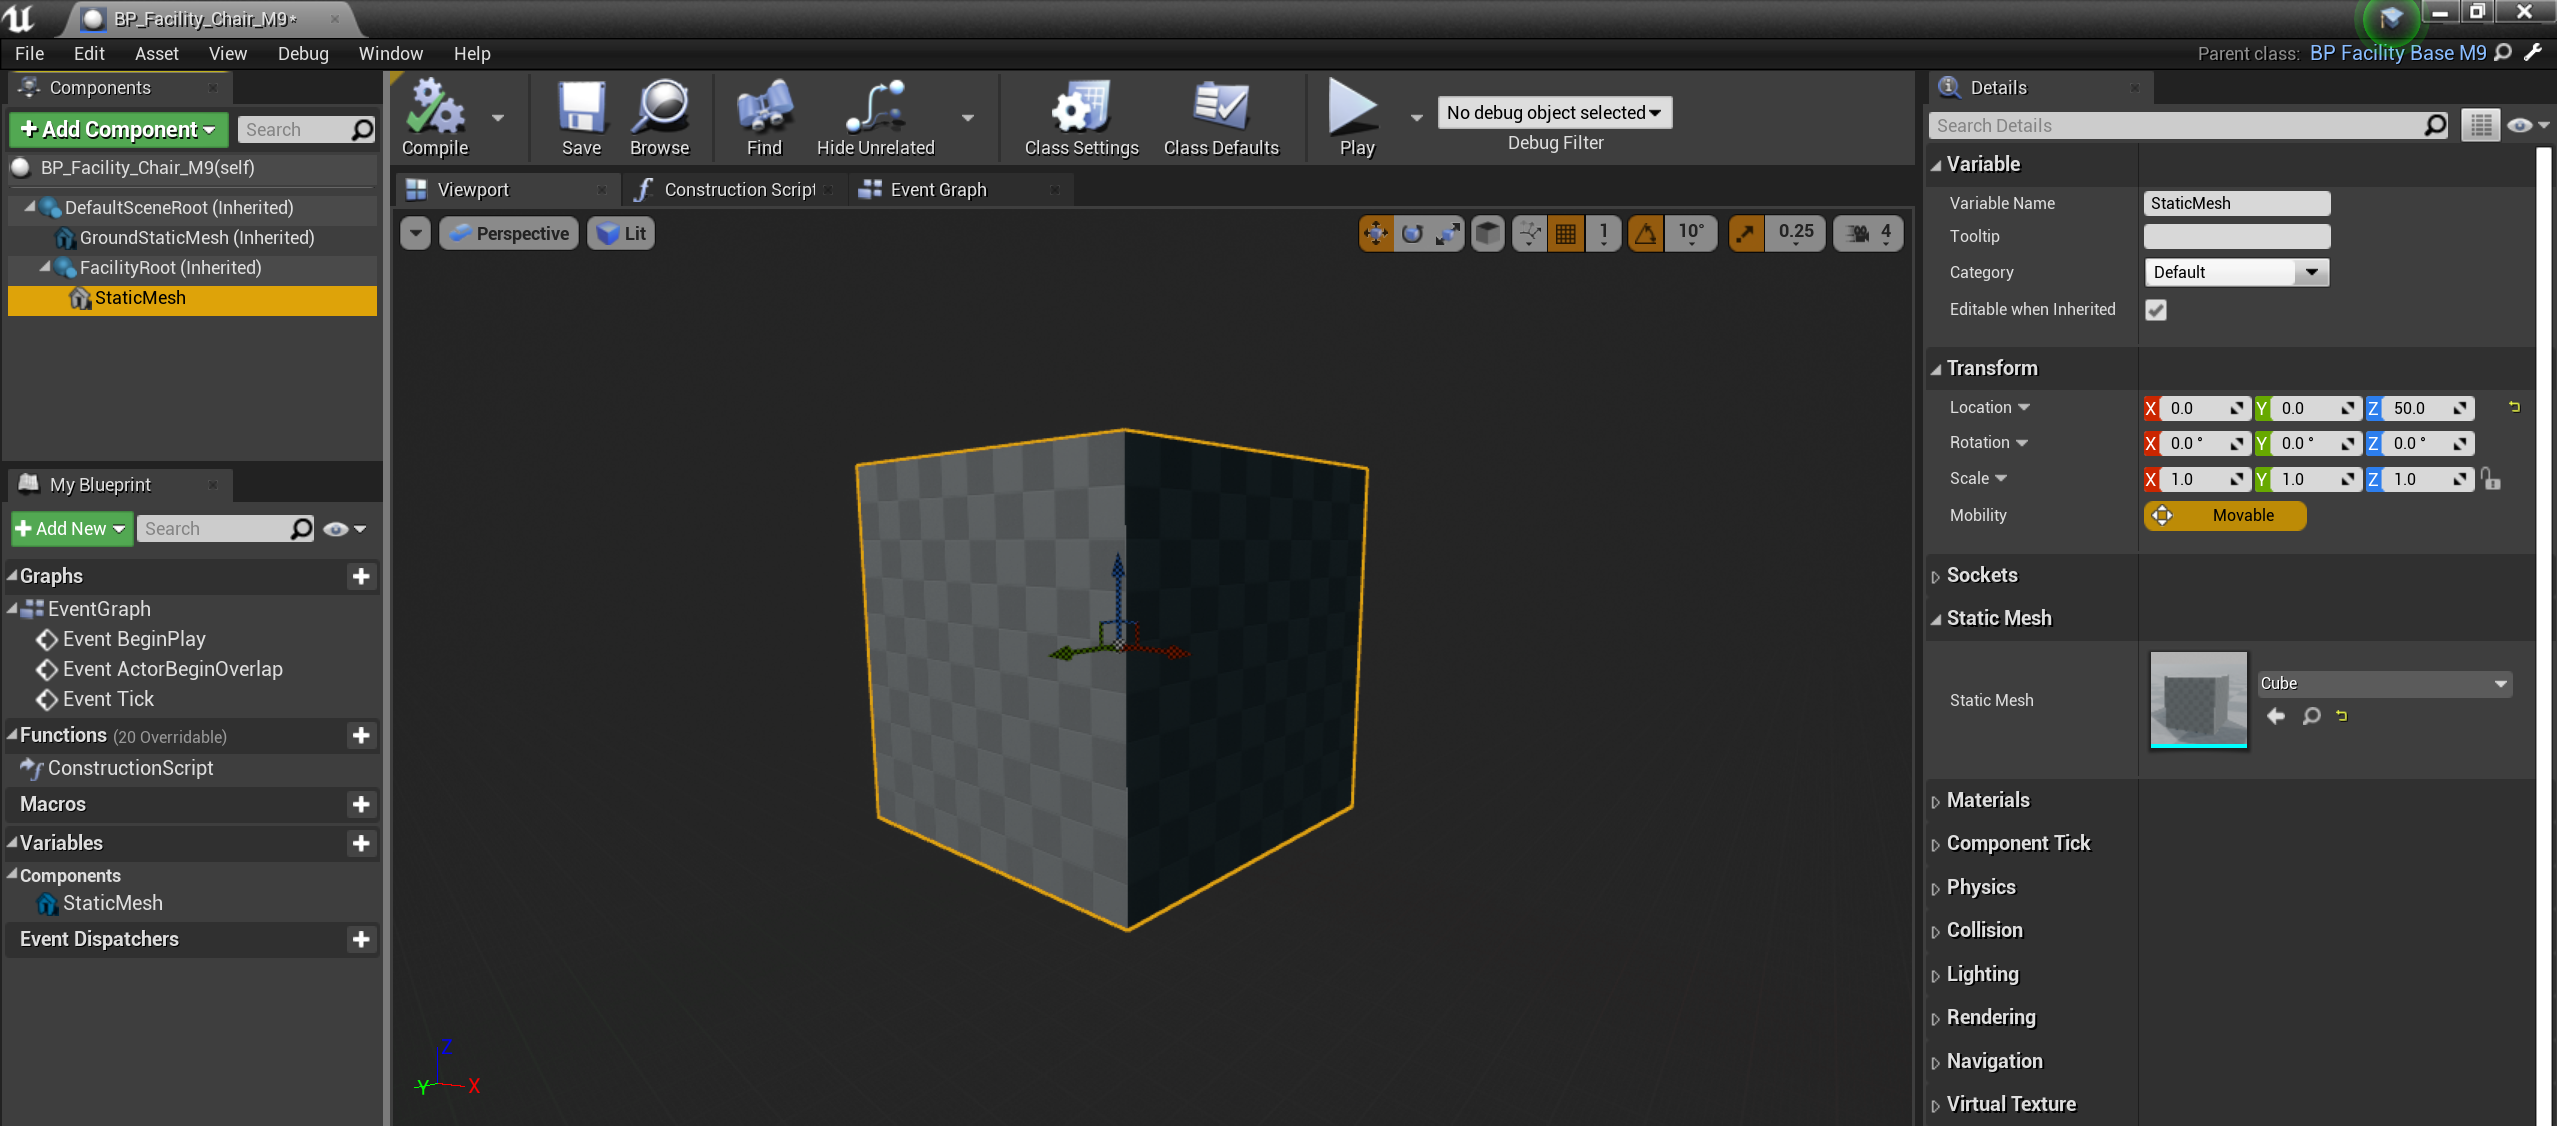 BP_Facility_Chair_M9*
File Edit Asset View Debug Window Help
Parent class: BP Facility Base M9
Components
Add Component Search
BP_Facility_Chair_M9(self)
DefaultSceneRoot (Inherited)
GroundStaticMesh (Inherited)
FacilityRoot (Inherited)
StaticMesh
My Blueprint
Add New Search
Graphs
EventGraph
Event BeginPlay
Event ActorBeginOverlap
Event Tick
Functions (20 Overridable)
ConstructionScript
Macros
Variables
Components
StaticMesh
Event Dispatchers
Compile Save Browse Find Hide Unrelated Class Settings Class Defaults Play
No debug object selected
Debug Filter
Viewport Construction Script Event Graph
Perspective Lit 1 10° 0.25 4
Z
Y X
Details
Search Details
Variable
Variable Name StaticMesh
Tooltip
Category Default
Editable when Inherited
Transform
Location X 0.0 Y 0.0 Z 50.0
Rotation X 0.0 ° Y 0.0 ° Z 0.0 °
Scale X 1.0 Y 1.0 Z 1.0
Mobility Movable
Sockets
Static Mesh
Static Mesh Cube
Materials
Component Tick
Physics
Collision
Lighting
Rendering
Navigation
Virtual Texture